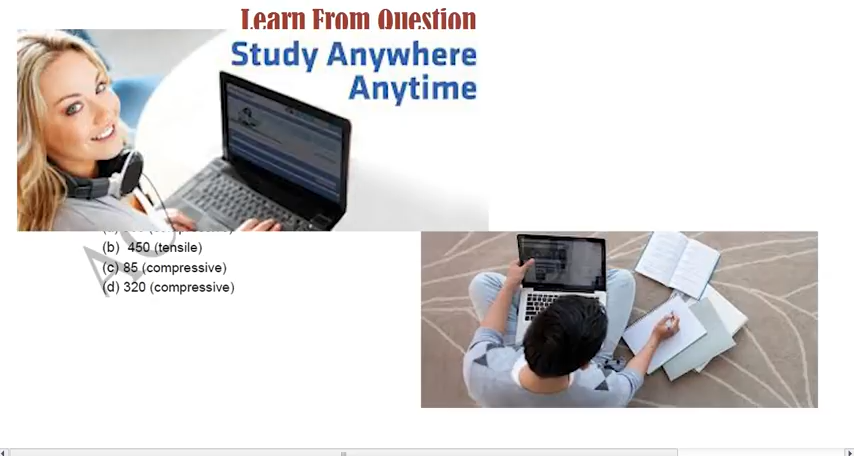 Learn From Question
Study Anywhere
Anytime
(b) 450 (tensile)
(c) 85 (compressive)
(d) 320 (compressive)